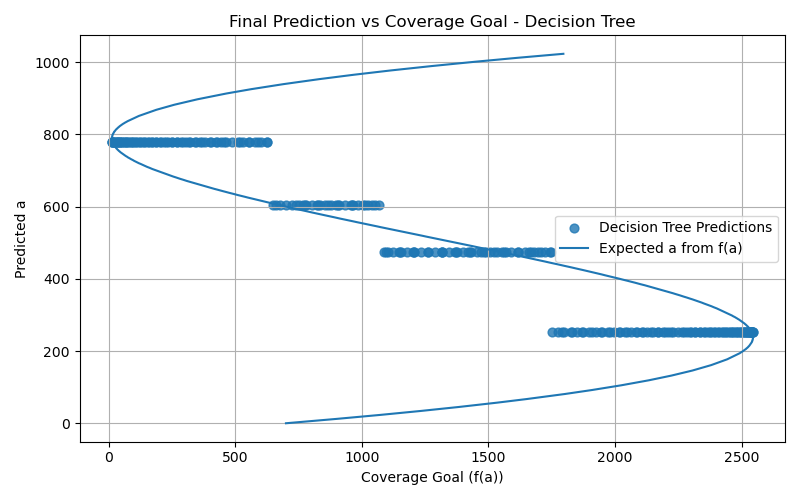 Final Prediction vs Coverage Goal - Decision Tree
Predicted a
1000
800
600
400
200
0
Decision Tree Predictions
Expected a from f(a)
0 500 1000 1500 2000 2500
Coverage Goal (f(a))